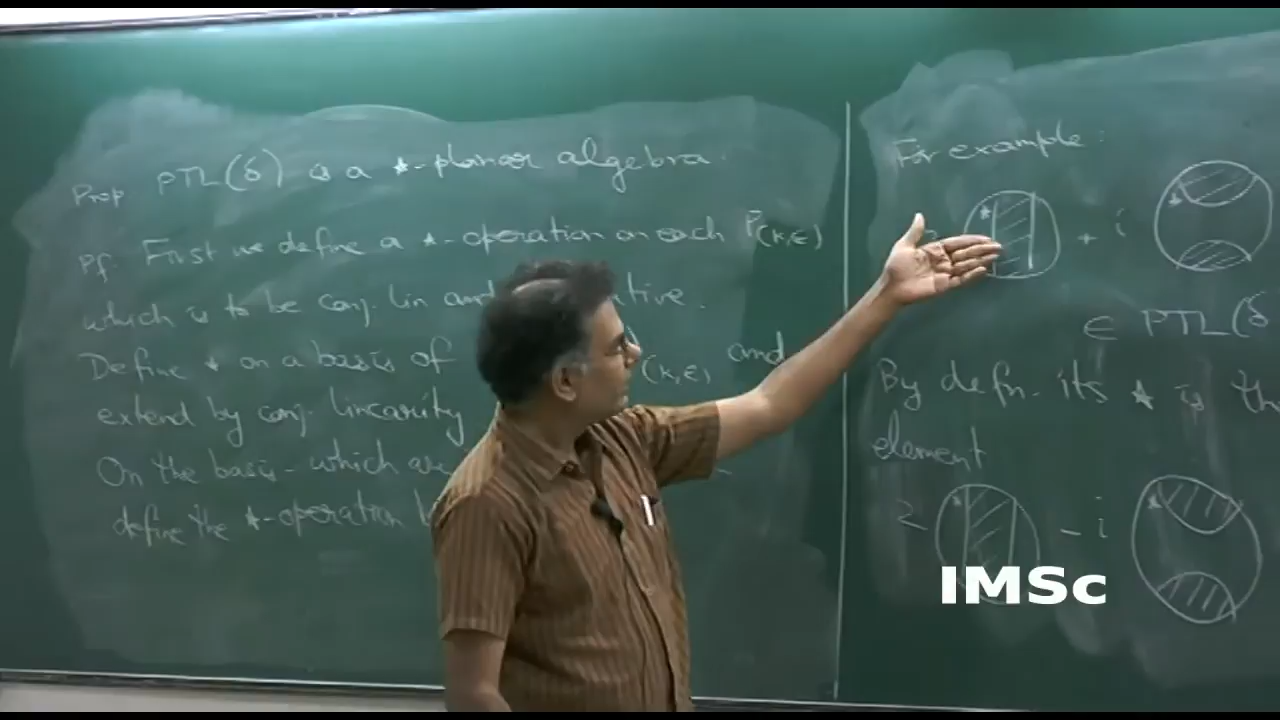 Prop PTL(δ) is a *-planar algebra.
Pf. First we define a *-operation on each P(k,ε)
which is to be conj. lin and
Define * on a basis of (k,ε) and
extend by conj. linearity
On the basis - which are
define the *-operation
For example:
* + i *
∈ PTL(δ
By defn. its * is the
element
2 * - i *
IMSc